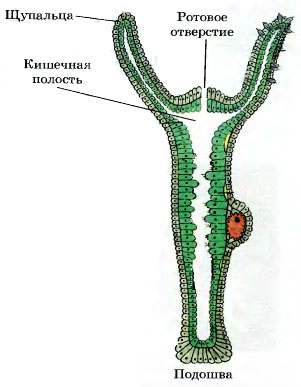 Щупальца
Ротовое
отверстие
Кишечная
полость
Подошва